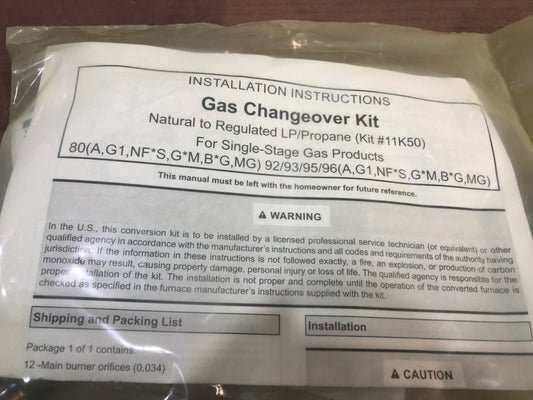 INSTALLATION INSTRUCTIONS
Gas Changeover Kit
Natural to Regulated LP/Propane (Kit #11K50)
For Single-Stage Gas Products
80(A,G1,NF*S,G*M,B*G,MG) 92/93/95/96(A,G1,NF*S,G*M,B*G,MG)
This manual must be left with the homeowner for future reference.
⚠ WARNING
In the U.S., this conversion kit is to be installed by a licensed professional service technician (or equivalent) or other
qualified agency in accordance with the manufacturer's instructions and all codes and requirements of the authority having
jurisdiction. If the information in these instructions is not followed exactly, a fire, an explosion, or production of carbon
monoxide may result, causing property damage, personal injury or loss of life. The qualified agency is responsible for the
proper installation of the kit. The installation is not proper and complete until the operation of the converted furnace is
checked as specified in the furnace manufacturer's instructions supplied with the kit.
Shipping and Packing List
Installation
Package 1 of 1 contains:
12 -Main burner orifices (0.034)
⚠ CAUTION